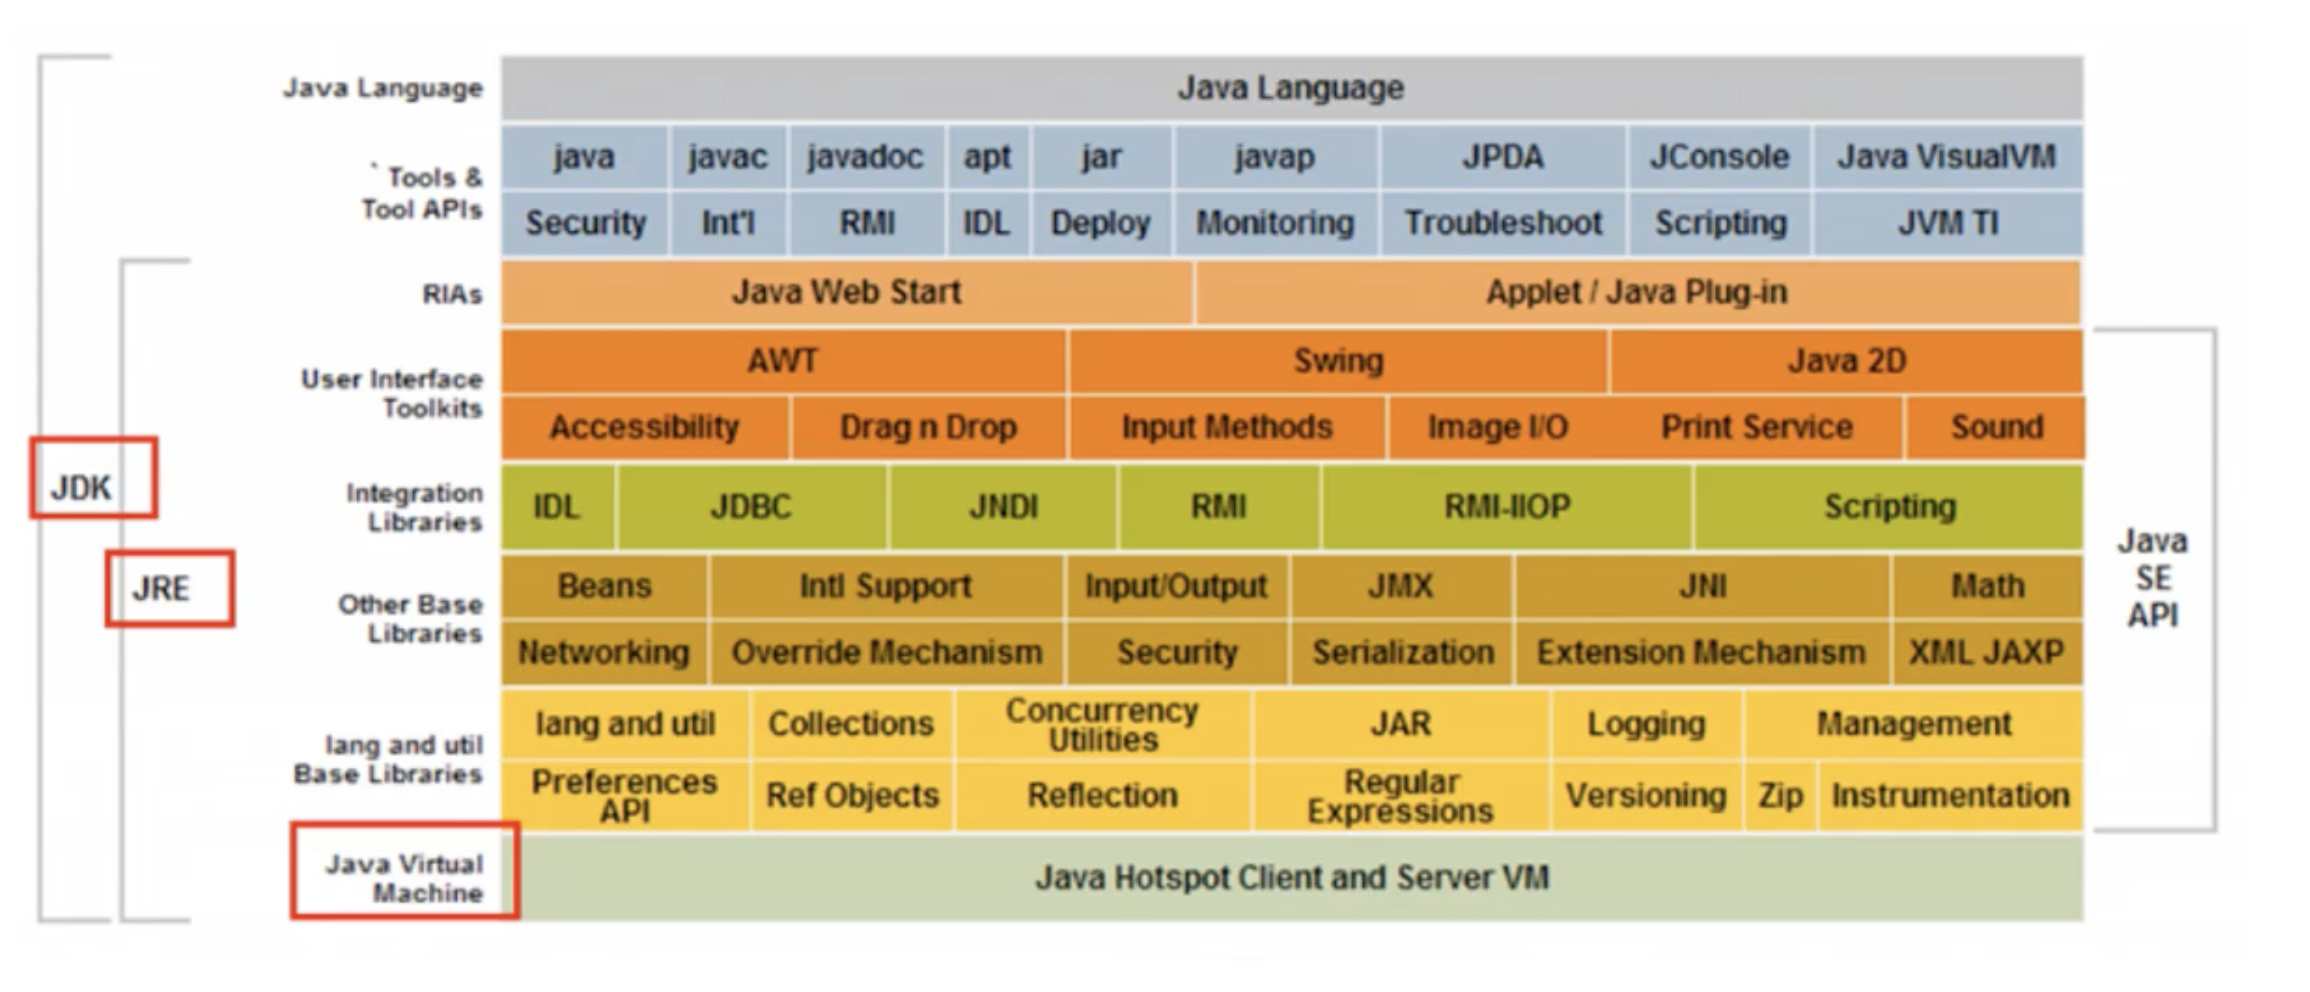 Java Language
Java Language
` Tools &
Tool APIs
java javac javadoc apt jar javap JPDA JConsole Java VisualVM
Security Int'l RMI IDL Deploy Monitoring Troubleshoot Scripting JVM TI
RIAs
Java Web Start Applet / Java Plug-in
User Interface
Toolkits
AWT Swing Java 2D
Accessibility Drag n Drop Input Methods Image I/O Print Service Sound
JDK
Integration
Libraries
IDL JDBC JNDI RMI RMI-IIOP Scripting
JRE
Other Base
Libraries
Beans Intl Support Input/Output JMX JNI Math
Networking Override Mechanism Security Serialization Extension Mechanism XML JAXP
Java
SE
API
lang and util
Base Libraries
lang and util Collections Concurrency
Utilities JAR Logging Management
Preferences
API Ref Objects Reflection Regular
Expressions Versioning Zip Instrumentation
Java Virtual
Machine
Java Hotspot Client and Server VM